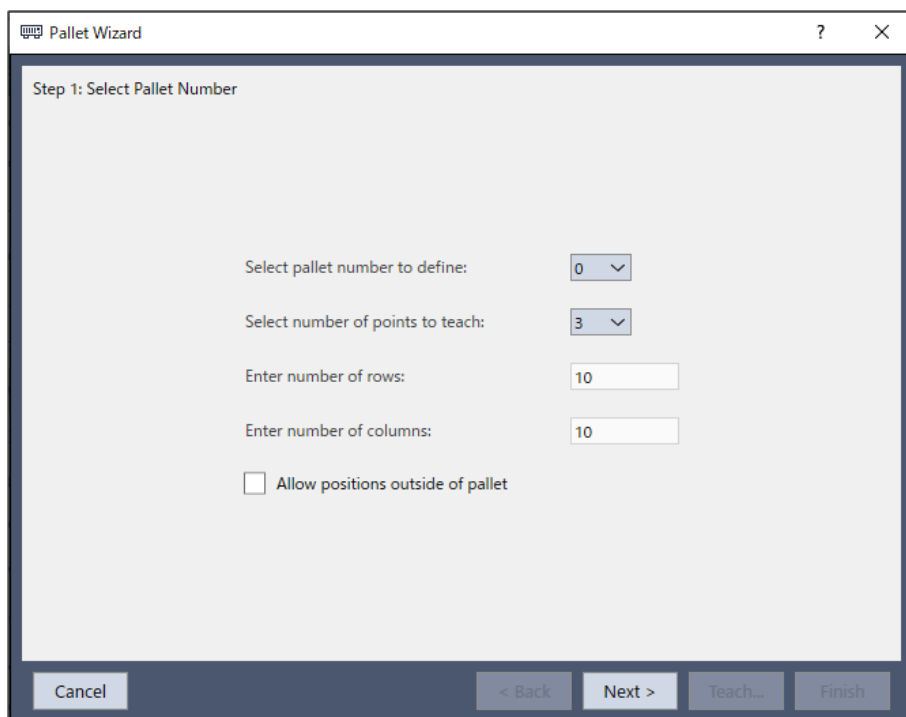 Pallet Wizard ?
Step 1: Select Pallet Number
Select pallet number to define: 0
Select number of points to teach: 3
Enter number of rows: 10
Enter number of columns: 10
Allow positions outside of pallet
Cancel < Back Next > Teach... Finish